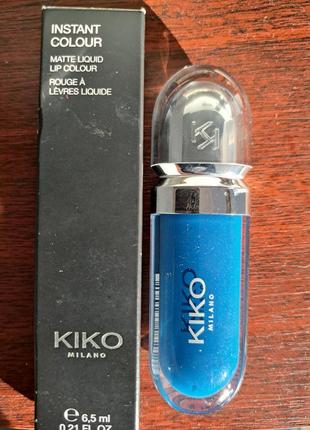 INSTANT
COLOUR
MATTE LIQUID
LIP COLOUR
ROUGE À
LÈVRES LIQUIDE
KIKO
MILANO
e 6,5 ml
0.21 FL OZ
KIKO
MILANO